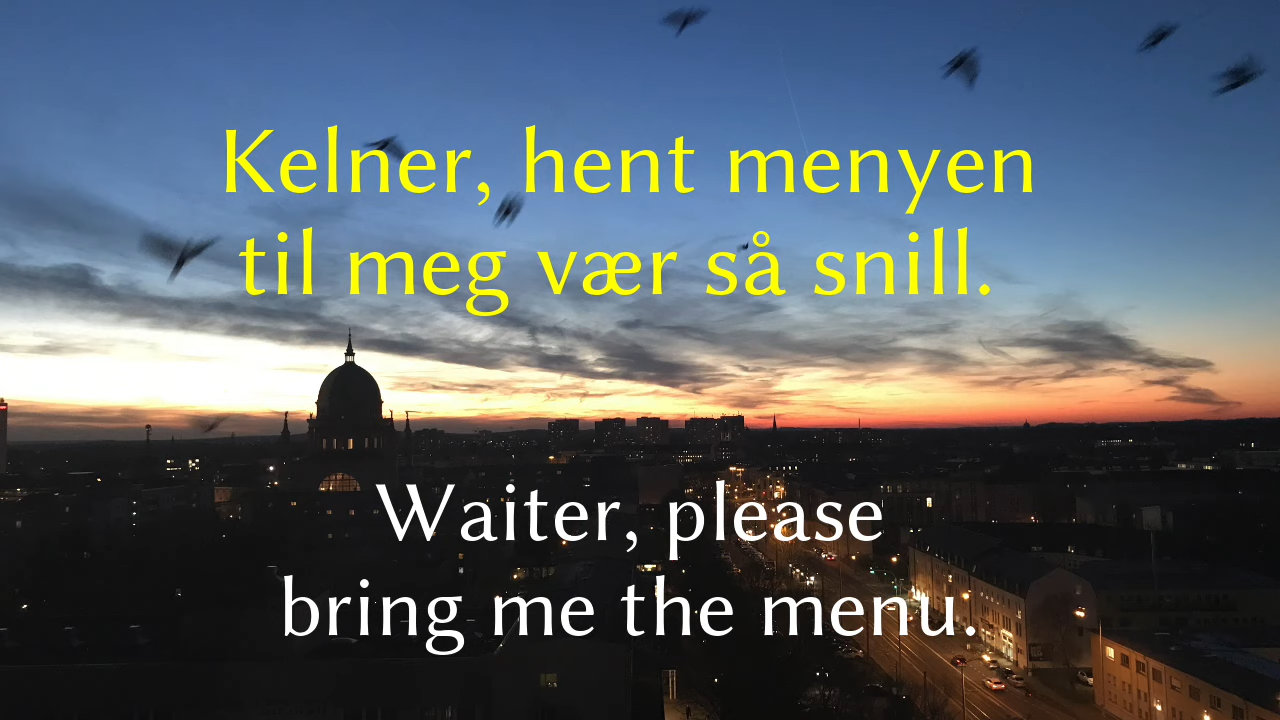 Kelner, hent menyen
til meg vær så snill.
Waiter, please
bring me the menu.